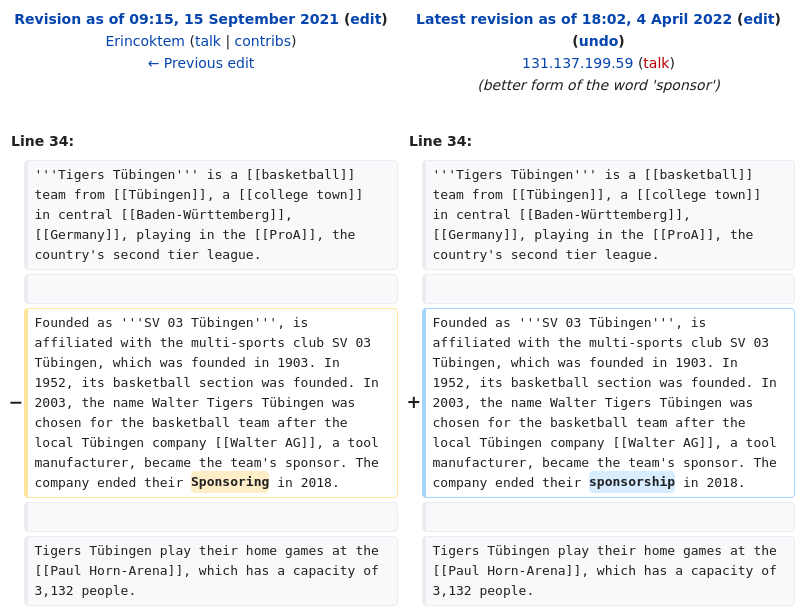 Revision as of 09:15, 15 September 2021 (edit)
Erincoktem (talk | contribs)
← Previous edit
Latest revision as of 18:02, 4 April 2022 (edit)
(undo)
131.137.199.59 (talk)
(better form of the word 'sponsor')
Line 34:
'''Tigers Tübingen''' is a [[basketball]]
team from [[Tübingen]], a [[college town]]
in central [[Baden-Württemberg]],
[[Germany]], playing in the [[ProA]], the
country's second tier league.
Founded as '''SV 03 Tübingen''', is
affiliated with the multi-sports club SV 03
Tübingen, which was founded in 1903. In
1952, its basketball section was founded. In
2003, the name Walter Tigers Tübingen was
chosen for the basketball team after the
local Tübingen company [[Walter AG]], a tool
manufacturer, became the team's sponsor. The
− company ended their Sponsoring in 2018.
Tigers Tübingen play their home games at the
[[Paul Horn-Arena]], which has a capacity of
3,132 people.
Line 34:
'''Tigers Tübingen''' is a [[basketball]]
team from [[Tübingen]], a [[college town]]
in central [[Baden-Württemberg]],
[[Germany]], playing in the [[ProA]], the
country's second tier league.
Founded as '''SV 03 Tübingen''', is
affiliated with the multi-sports club SV 03
Tübingen, which was founded in 1903. In
1952, its basketball section was founded. In
+ 2003, the name Walter Tigers Tübingen was
chosen for the basketball team after the
local Tübingen company [[Walter AG]], a tool
manufacturer, became the team's sponsor. The
company ended their sponsorship in 2018.
Tigers Tübingen play their home games at the
[[Paul Horn-Arena]], which has a capacity of
3,132 people.